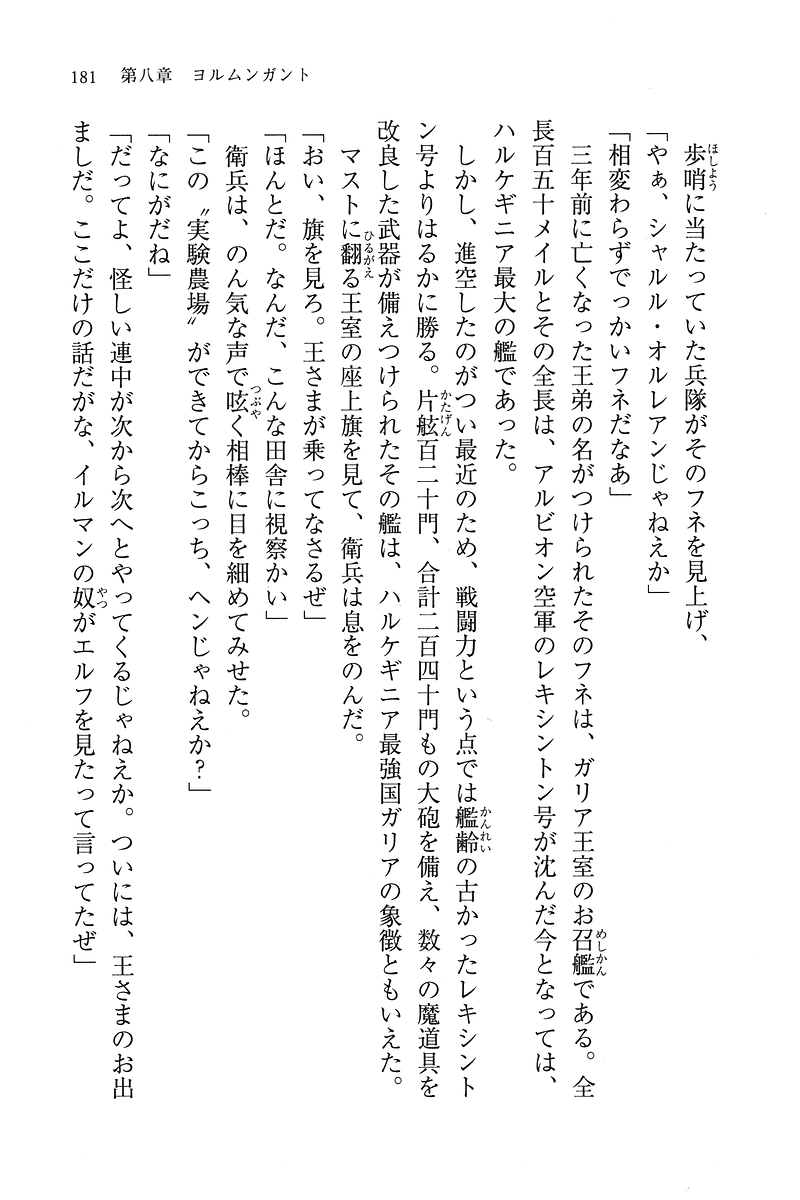 181　第八章　ヨルムンガント
歩哨に当たっていた兵隊がそのフネを見上げ、
「やぁ、シャルル・オルレアンじゃねえか」
「相変わらずでっかいフネだなあ」
三年前に亡くなった王弟の名がつけられたそのフネは、ガリア王室のお召艦である。全
長百五十メイルとその全長は、アルビオン空軍のレキシントン号が沈んだ今となっては、
ハルケギニア最大の艦であった。
しかし、進空したのがつい最近のため、戦闘力という点では艦齢の古かったレキシント
ン号よりはるかに勝る。片舷百二十門、合計二百四十門もの大砲を備え、数々の魔道具を
改良した武器が備えつけられたその艦は、ハルケギニア最強国ガリアの象徴ともいえた。
マストに翻る王室の座上旗を見て、衛兵は息をのんだ。
「おい、旗を見ろ。王さまが乗ってなさるぜ」
「ほんとだ。なんだ、こんな田舎に視察かい」
衛兵は、のん気な声で呟く相棒に目を細めてみせた。
「この〝実験農場〟ができてからこっち、ヘンじゃねえか？」
「なにがだね」
「だってよ、怪しい連中が次から次へとやってくるじゃねえか。ついには、王さまのお出
ましだ。ここだけの話だがな、イルマンの奴がエルフを見たって言ってたぜ」